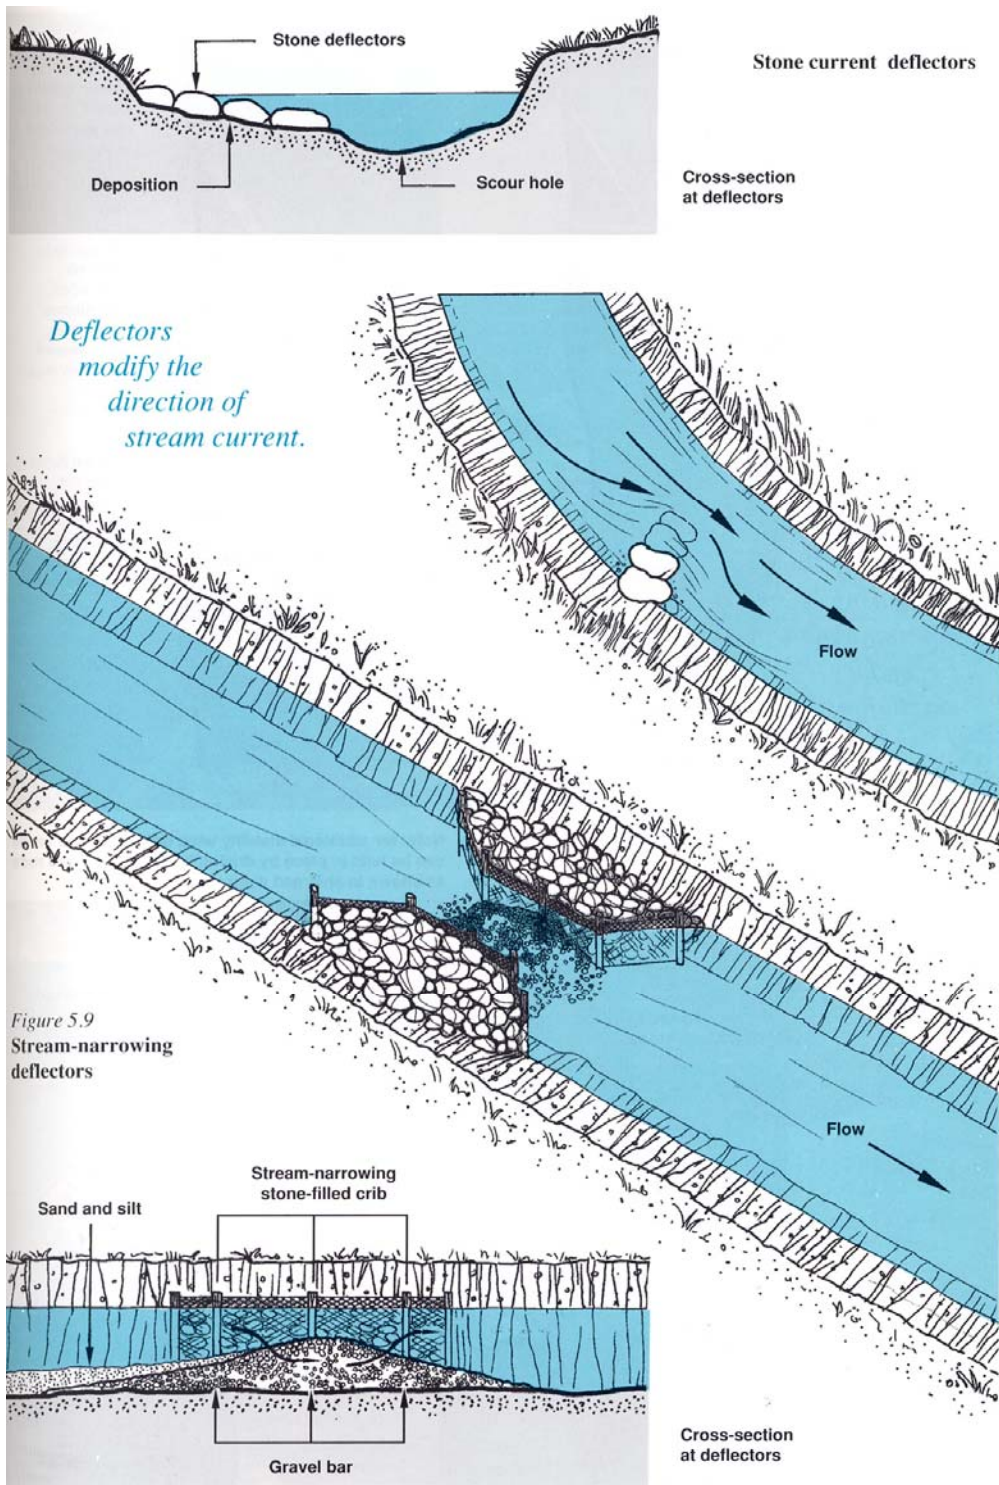 Stone deflectors
Stone current deflectors
Deposition
Scour hole
Cross-section
at deflectors
Deflectors
modify the
direction of
stream current.
Flow
Figure 5.9
Stream-narrowing
deflectors
Flow
Stream-narrowing
stone-filled crib
Sand and silt
Gravel bar
Cross-section
at deflectors